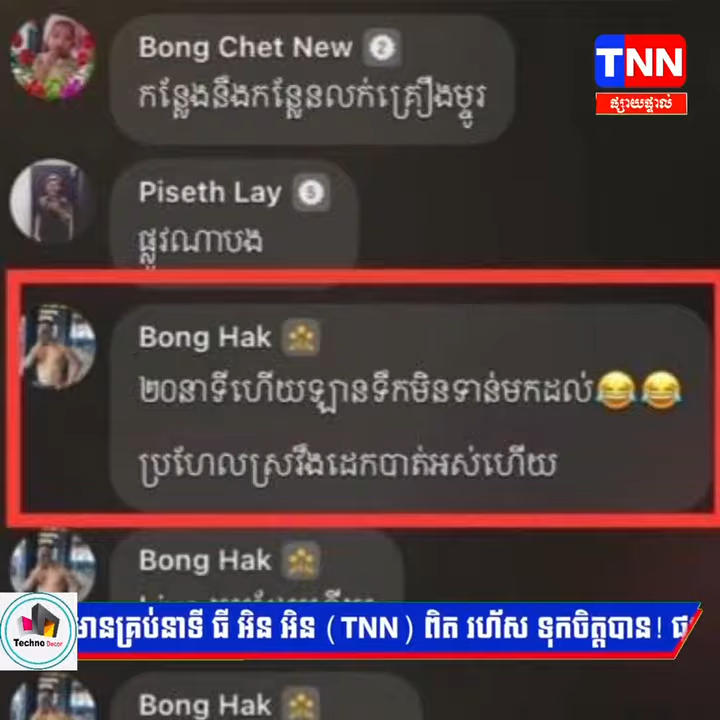 Bong Chet New 2
កន្លែងនឹងកន្លែនលក់គ្រឿងម្ជូរ
TNN
ផ្សាយផ្ទាល់
Piseth Lay 5
ផ្លូវណាបង
Bong Hak
២០នាទីហើយឡានទឹកមិនទាន់មកដល់😂😂
ប្រហែលស្រវឹងដេកបាត់អស់ហើយ
Bong Hak
Techno Decor
មានគ្រប់នាទី ធី អិន អិន (TNN) ពិត រហ័ស ទុកចិត្តបាន!
Bong Hak